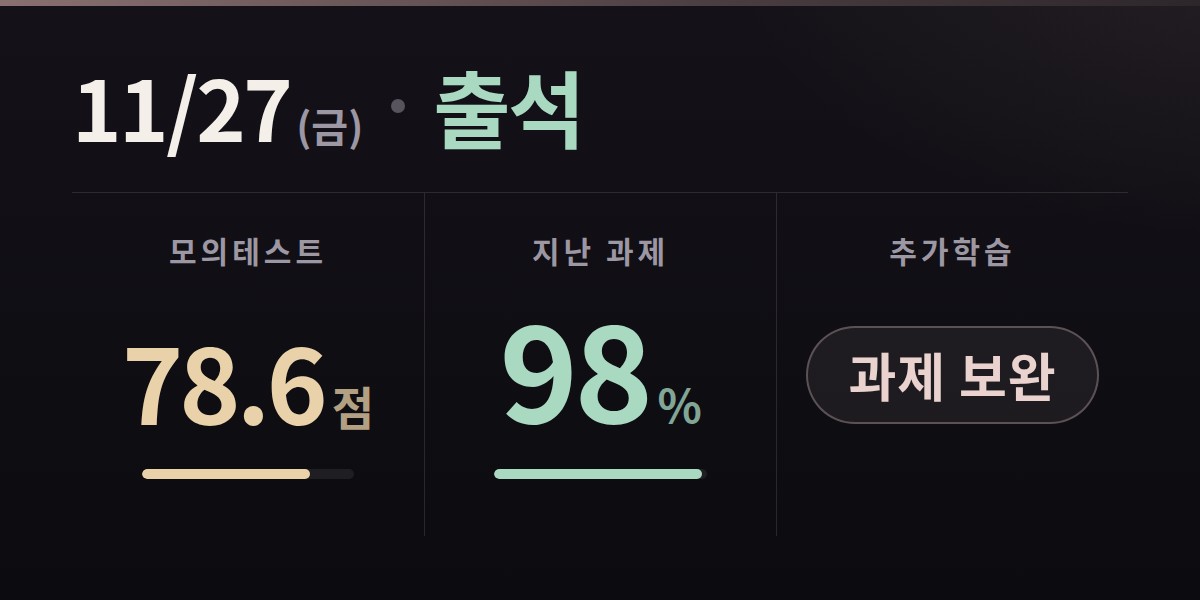 11/27(금) • 출석
모의테스트 지난 과제 추가학습
78.6점 98% 과제 보완